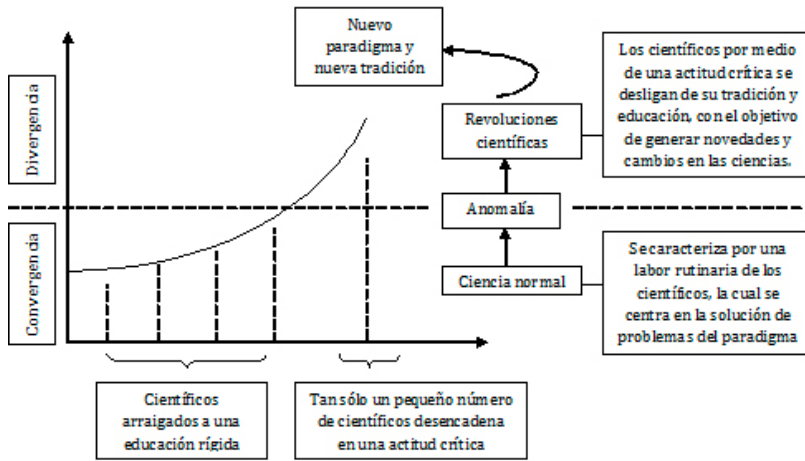 Nuevo
paradigma y
nueva tradición
Los científicos por medio
de una actitud crítica se
desligan de su tradición y
educación, con el objetivo
de generar novedades y
cambios en las ciencias.
Revoluciones
científicas
Divergencia
Anomalía
Convergencia
Ciencia normal
Se caracteriza por una
labor rutinaria de los
científicos, la cual se
centra en la solución de
problemas del paradigma
Científicos
arraigados a una
educación rígida
Tan sólo un pequeño número
de científicos desencadena
en una actitud crítica